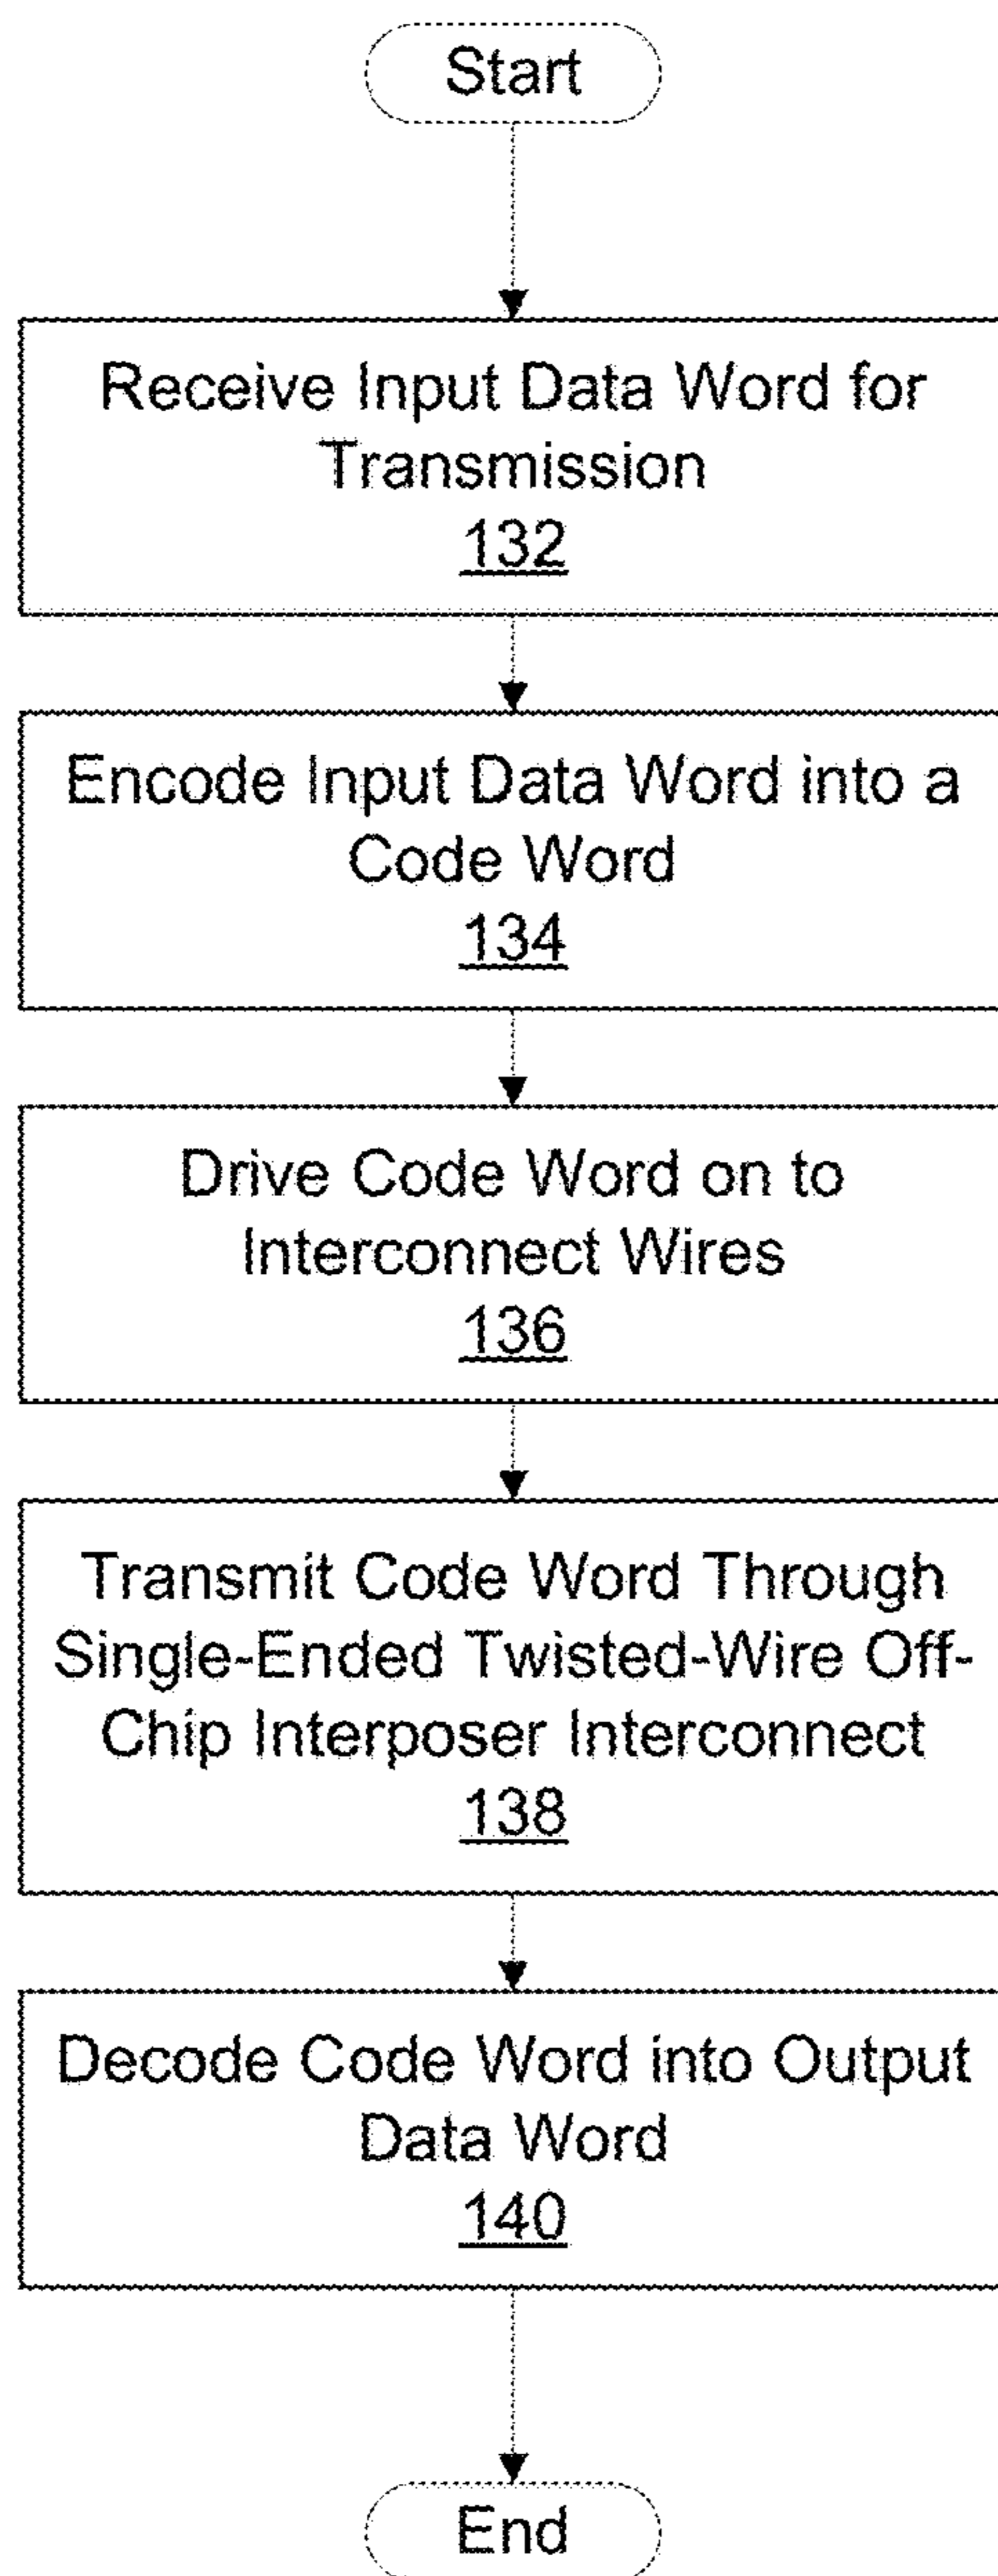 Start
Receive Input Data Word for
Transmission
132
Encode Input Data Word into a
Code Word
134
Drive Code Word on to
Interconnect Wires
136
Transmit Code Word Through
Single-Ended Twisted-Wire Off-
Chip Interposer Interconnect
138
Decode Code Word into Output
Data Word
140
End